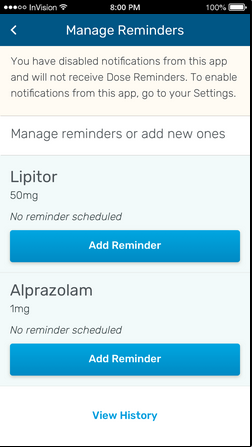 ●●●○○ InVision 8:00 PM 100%
Manage Reminders
You have disabled notifications from this app
and will not receive Dose Reminders. To enable
notifications from this app, go to your Settings.
Manage reminders or add new ones
Lipitor
50mg
No reminder scheduled
Add Reminder
Alprazolam
1mg
No reminder scheduled
Add Reminder
View History